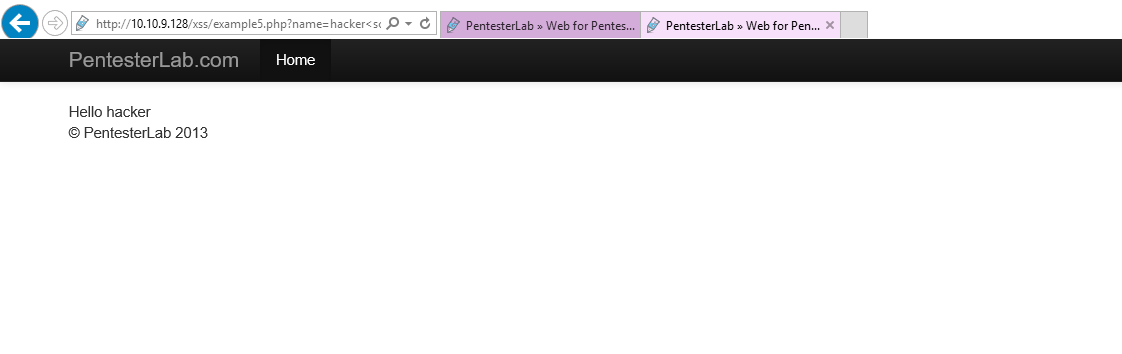 http://10.10.9.128/xss/example5.php?name=hacker<sc
PentesterLab » Web for Pentes...
PentesterLab » Web for Pen...
PentesterLab.com
Home
Hello hacker
© PentesterLab 2013